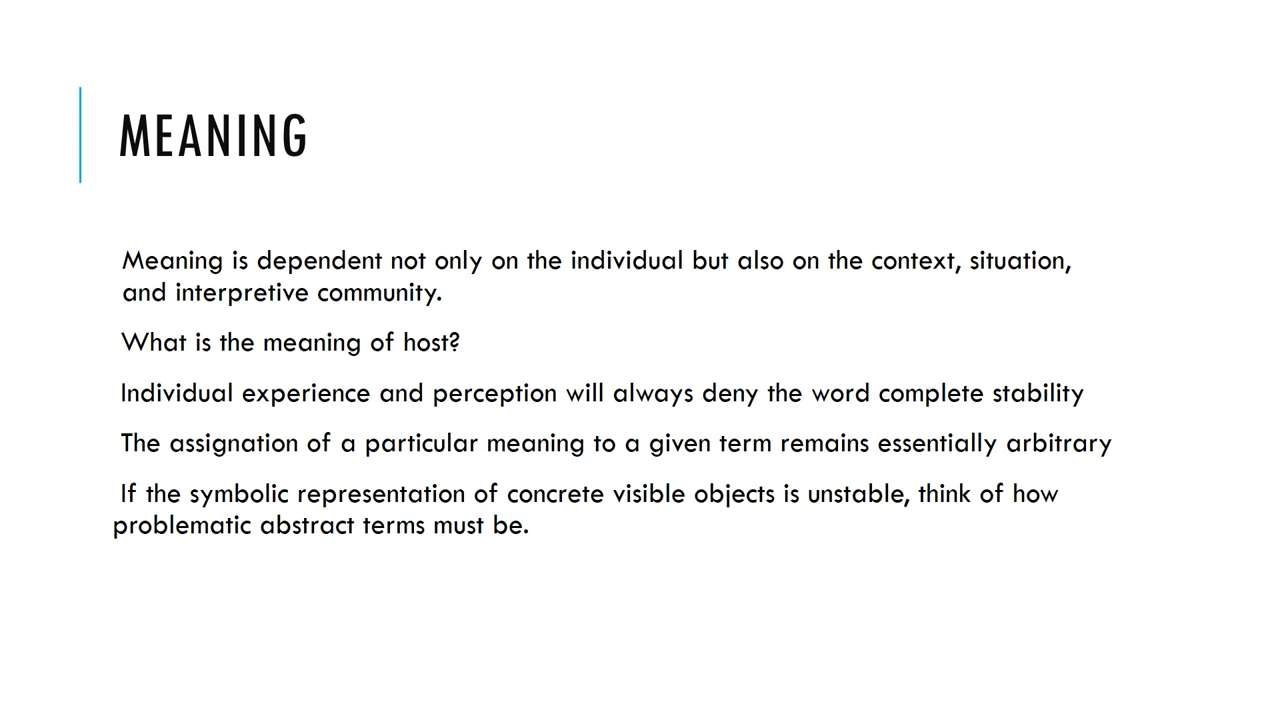 MEANING
Meaning is dependent not only on the individual but also on the context, situation,
and interpretive community.
What is the meaning of host?
Individual experience and perception will always deny the word complete stability
The assignation of a particular meaning to a given term remains essentially arbitrary
If the symbolic representation of concrete visible objects is unstable, think of how
problematic abstract terms must be.